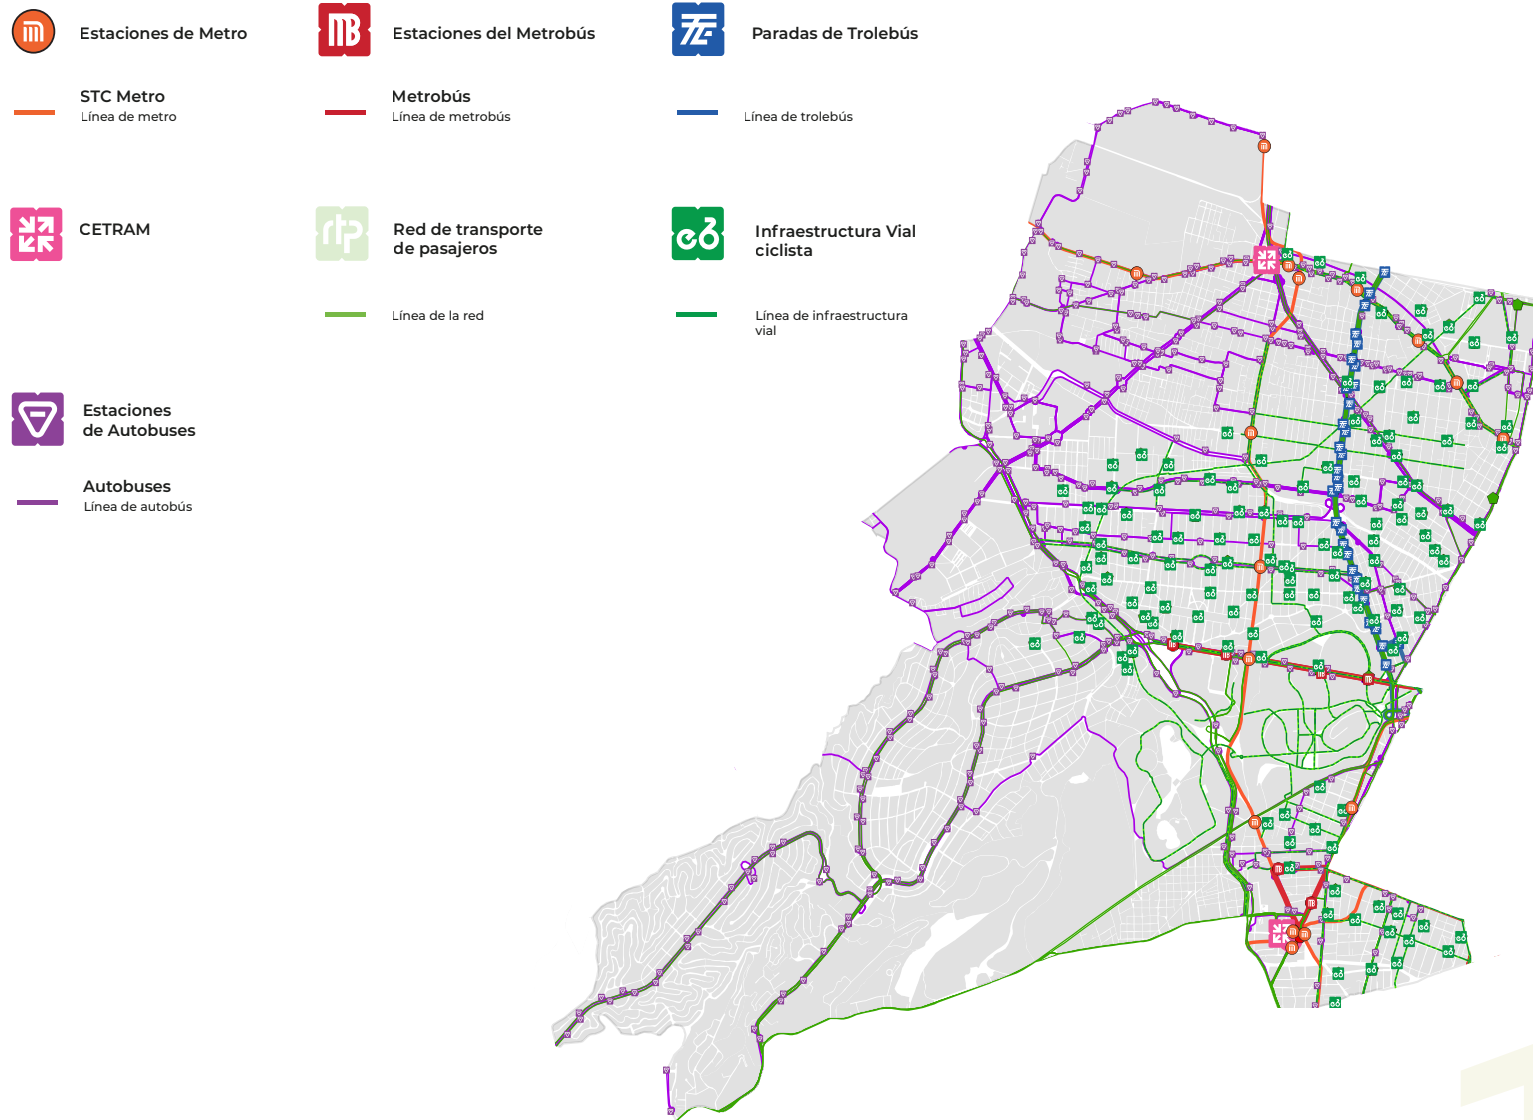 Estaciones de Metro
Estaciones del Metrobús
Paradas de Trolebús
STC Metro
Línea de metro
Metrobús
Línea de metrobús
Línea de trolebús
CETRAM
Red de transporte
de pasajeros
Infraestructura Vial
ciclista
Línea de la red
Línea de infraestructura
vial
Estaciones
de Autobuses
Autobuses
Línea de autobús